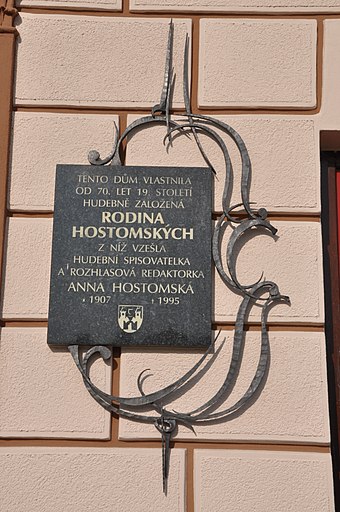 TENTO DŮM VLASTNILA
OD 70. LET 19. STOLETÍ
HUDEBNĚ ZALOŽENÁ
RODINA
HOSTOMSKÝCH
Z NÍŽ VZEŠLA
HUDEBNÍ SPISOVATELKA
A ROZHLASOVÁ REDAKTORKA
ANNA HOSTOMSKÁ
* 1907 † 1995